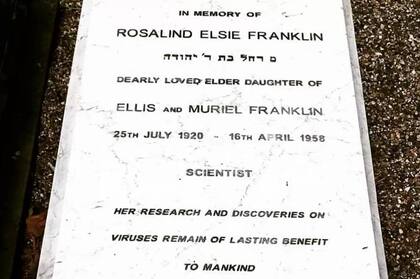 IN MEMORY OF
ROSALIND ELSIE FRANKLIN
מ רחל בת ר׳ יהודה
DEARLY LOVED ELDER DAUGHTER OF
ELLIS AND MURIEL FRANKLIN
25TH JULY 1920 - 16TH APRIL 1958
SCIENTIST
HER RESEARCH AND DISCOVERIES ON
VIRUSES REMAIN OF LASTING BENEFIT
TO MANKIND